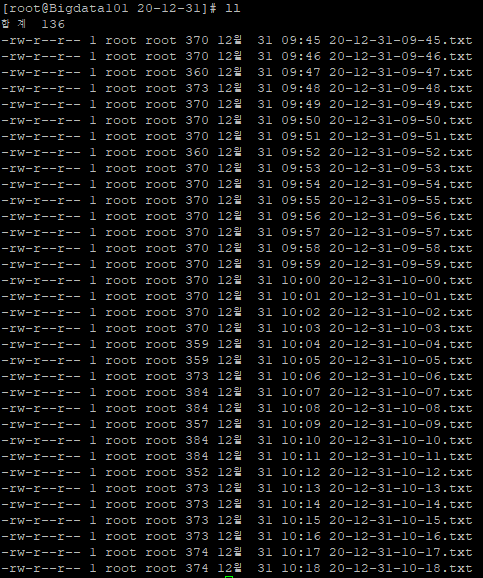 [root@Bigdata101 20-12-31]# ll
합계 136
-rw-r--r-- 1 root root 370 12월 31 09:45 20-12-31-09-45.txt
-rw-r--r-- 1 root root 370 12월 31 09:46 20-12-31-09-46.txt
-rw-r--r-- 1 root root 360 12월 31 09:47 20-12-31-09-47.txt
-rw-r--r-- 1 root root 373 12월 31 09:48 20-12-31-09-48.txt
-rw-r--r-- 1 root root 370 12월 31 09:49 20-12-31-09-49.txt
-rw-r--r-- 1 root root 370 12월 31 09:50 20-12-31-09-50.txt
-rw-r--r-- 1 root root 370 12월 31 09:51 20-12-31-09-51.txt
-rw-r--r-- 1 root root 360 12월 31 09:52 20-12-31-09-52.txt
-rw-r--r-- 1 root root 370 12월 31 09:53 20-12-31-09-53.txt
-rw-r--r-- 1 root root 370 12월 31 09:54 20-12-31-09-54.txt
-rw-r--r-- 1 root root 370 12월 31 09:55 20-12-31-09-55.txt
-rw-r--r-- 1 root root 370 12월 31 09:56 20-12-31-09-56.txt
-rw-r--r-- 1 root root 370 12월 31 09:57 20-12-31-09-57.txt
-rw-r--r-- 1 root root 370 12월 31 09:58 20-12-31-09-58.txt
-rw-r--r-- 1 root root 370 12월 31 09:59 20-12-31-09-59.txt
-rw-r--r-- 1 root root 370 12월 31 10:00 20-12-31-10-00.txt
-rw-r--r-- 1 root root 370 12월 31 10:01 20-12-31-10-01.txt
-rw-r--r-- 1 root root 370 12월 31 10:02 20-12-31-10-02.txt
-rw-r--r-- 1 root root 370 12월 31 10:03 20-12-31-10-03.txt
-rw-r--r-- 1 root root 359 12월 31 10:04 20-12-31-10-04.txt
-rw-r--r-- 1 root root 359 12월 31 10:05 20-12-31-10-05.txt
-rw-r--r-- 1 root root 373 12월 31 10:06 20-12-31-10-06.txt
-rw-r--r-- 1 root root 384 12월 31 10:07 20-12-31-10-07.txt
-rw-r--r-- 1 root root 384 12월 31 10:08 20-12-31-10-08.txt
-rw-r--r-- 1 root root 357 12월 31 10:09 20-12-31-10-09.txt
-rw-r--r-- 1 root root 384 12월 31 10:10 20-12-31-10-10.txt
-rw-r--r-- 1 root root 384 12월 31 10:11 20-12-31-10-11.txt
-rw-r--r-- 1 root root 352 12월 31 10:12 20-12-31-10-12.txt
-rw-r--r-- 1 root root 373 12월 31 10:13 20-12-31-10-13.txt
-rw-r--r-- 1 root root 373 12월 31 10:14 20-12-31-10-14.txt
-rw-r--r-- 1 root root 373 12월 31 10:15 20-12-31-10-15.txt
-rw-r--r-- 1 root root 373 12월 31 10:16 20-12-31-10-16.txt
-rw-r--r-- 1 root root 374 12월 31 10:17 20-12-31-10-17.txt
-rw-r--r-- 1 root root 374 12월 31 10:18 20-12-31-10-18.txt